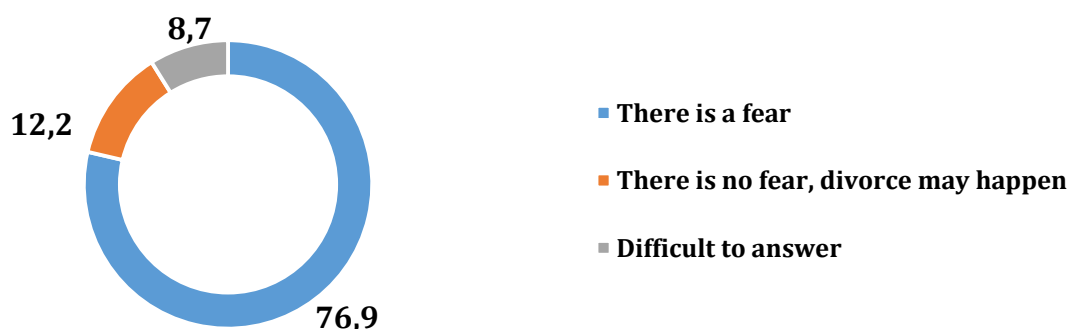 8,7
12,2
76,9
There is a fear
There is no fear, divorce may happen
Difficult to answer